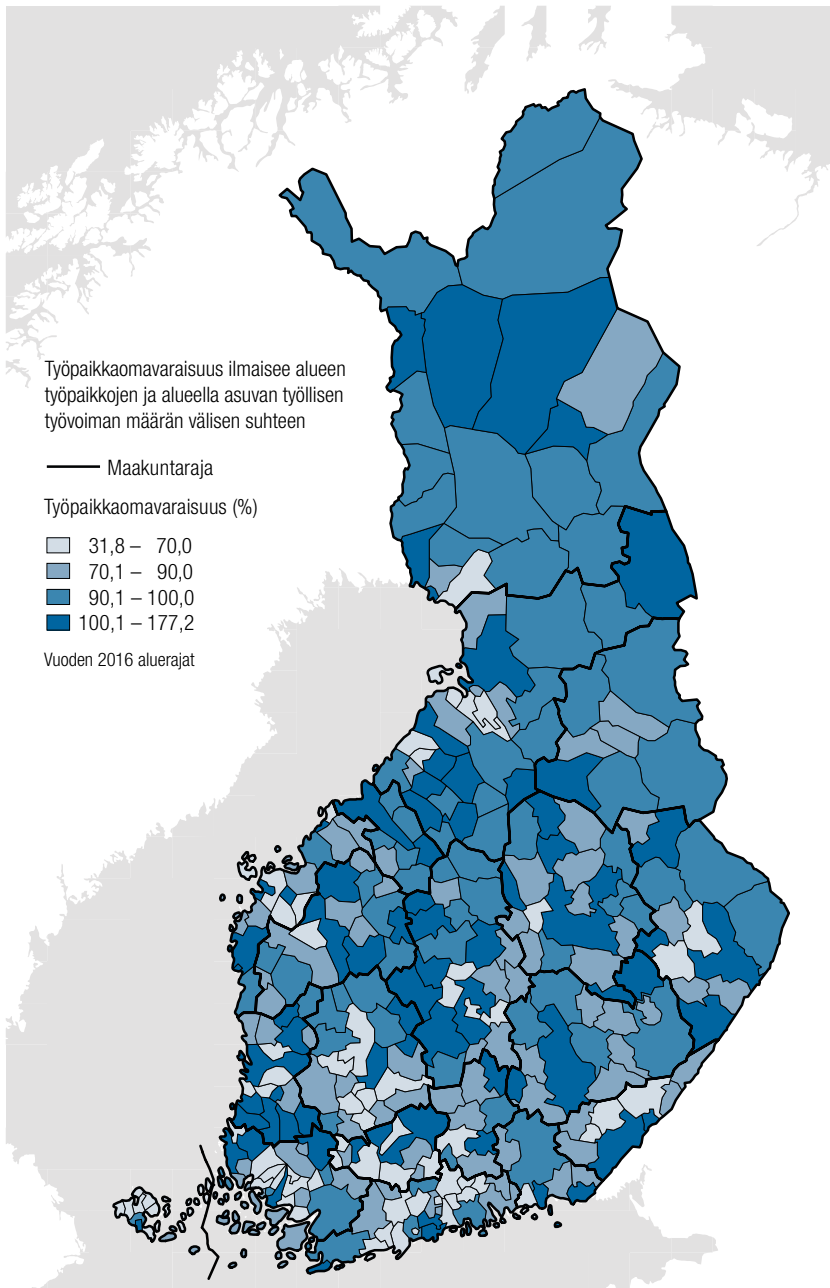 Työpaikkaomavaraisuus ilmaisee alueen
työpaikkojen ja alueella asuvan työllisen
työvoiman määrän välisen suhteen
Maakuntaraja
Työpaikkaomavaraisuus (%)
31,8 – 70,0
70,1 – 90,0
90,1 – 100,0
100,1 – 177,2
Vuoden 2016 aluerajat